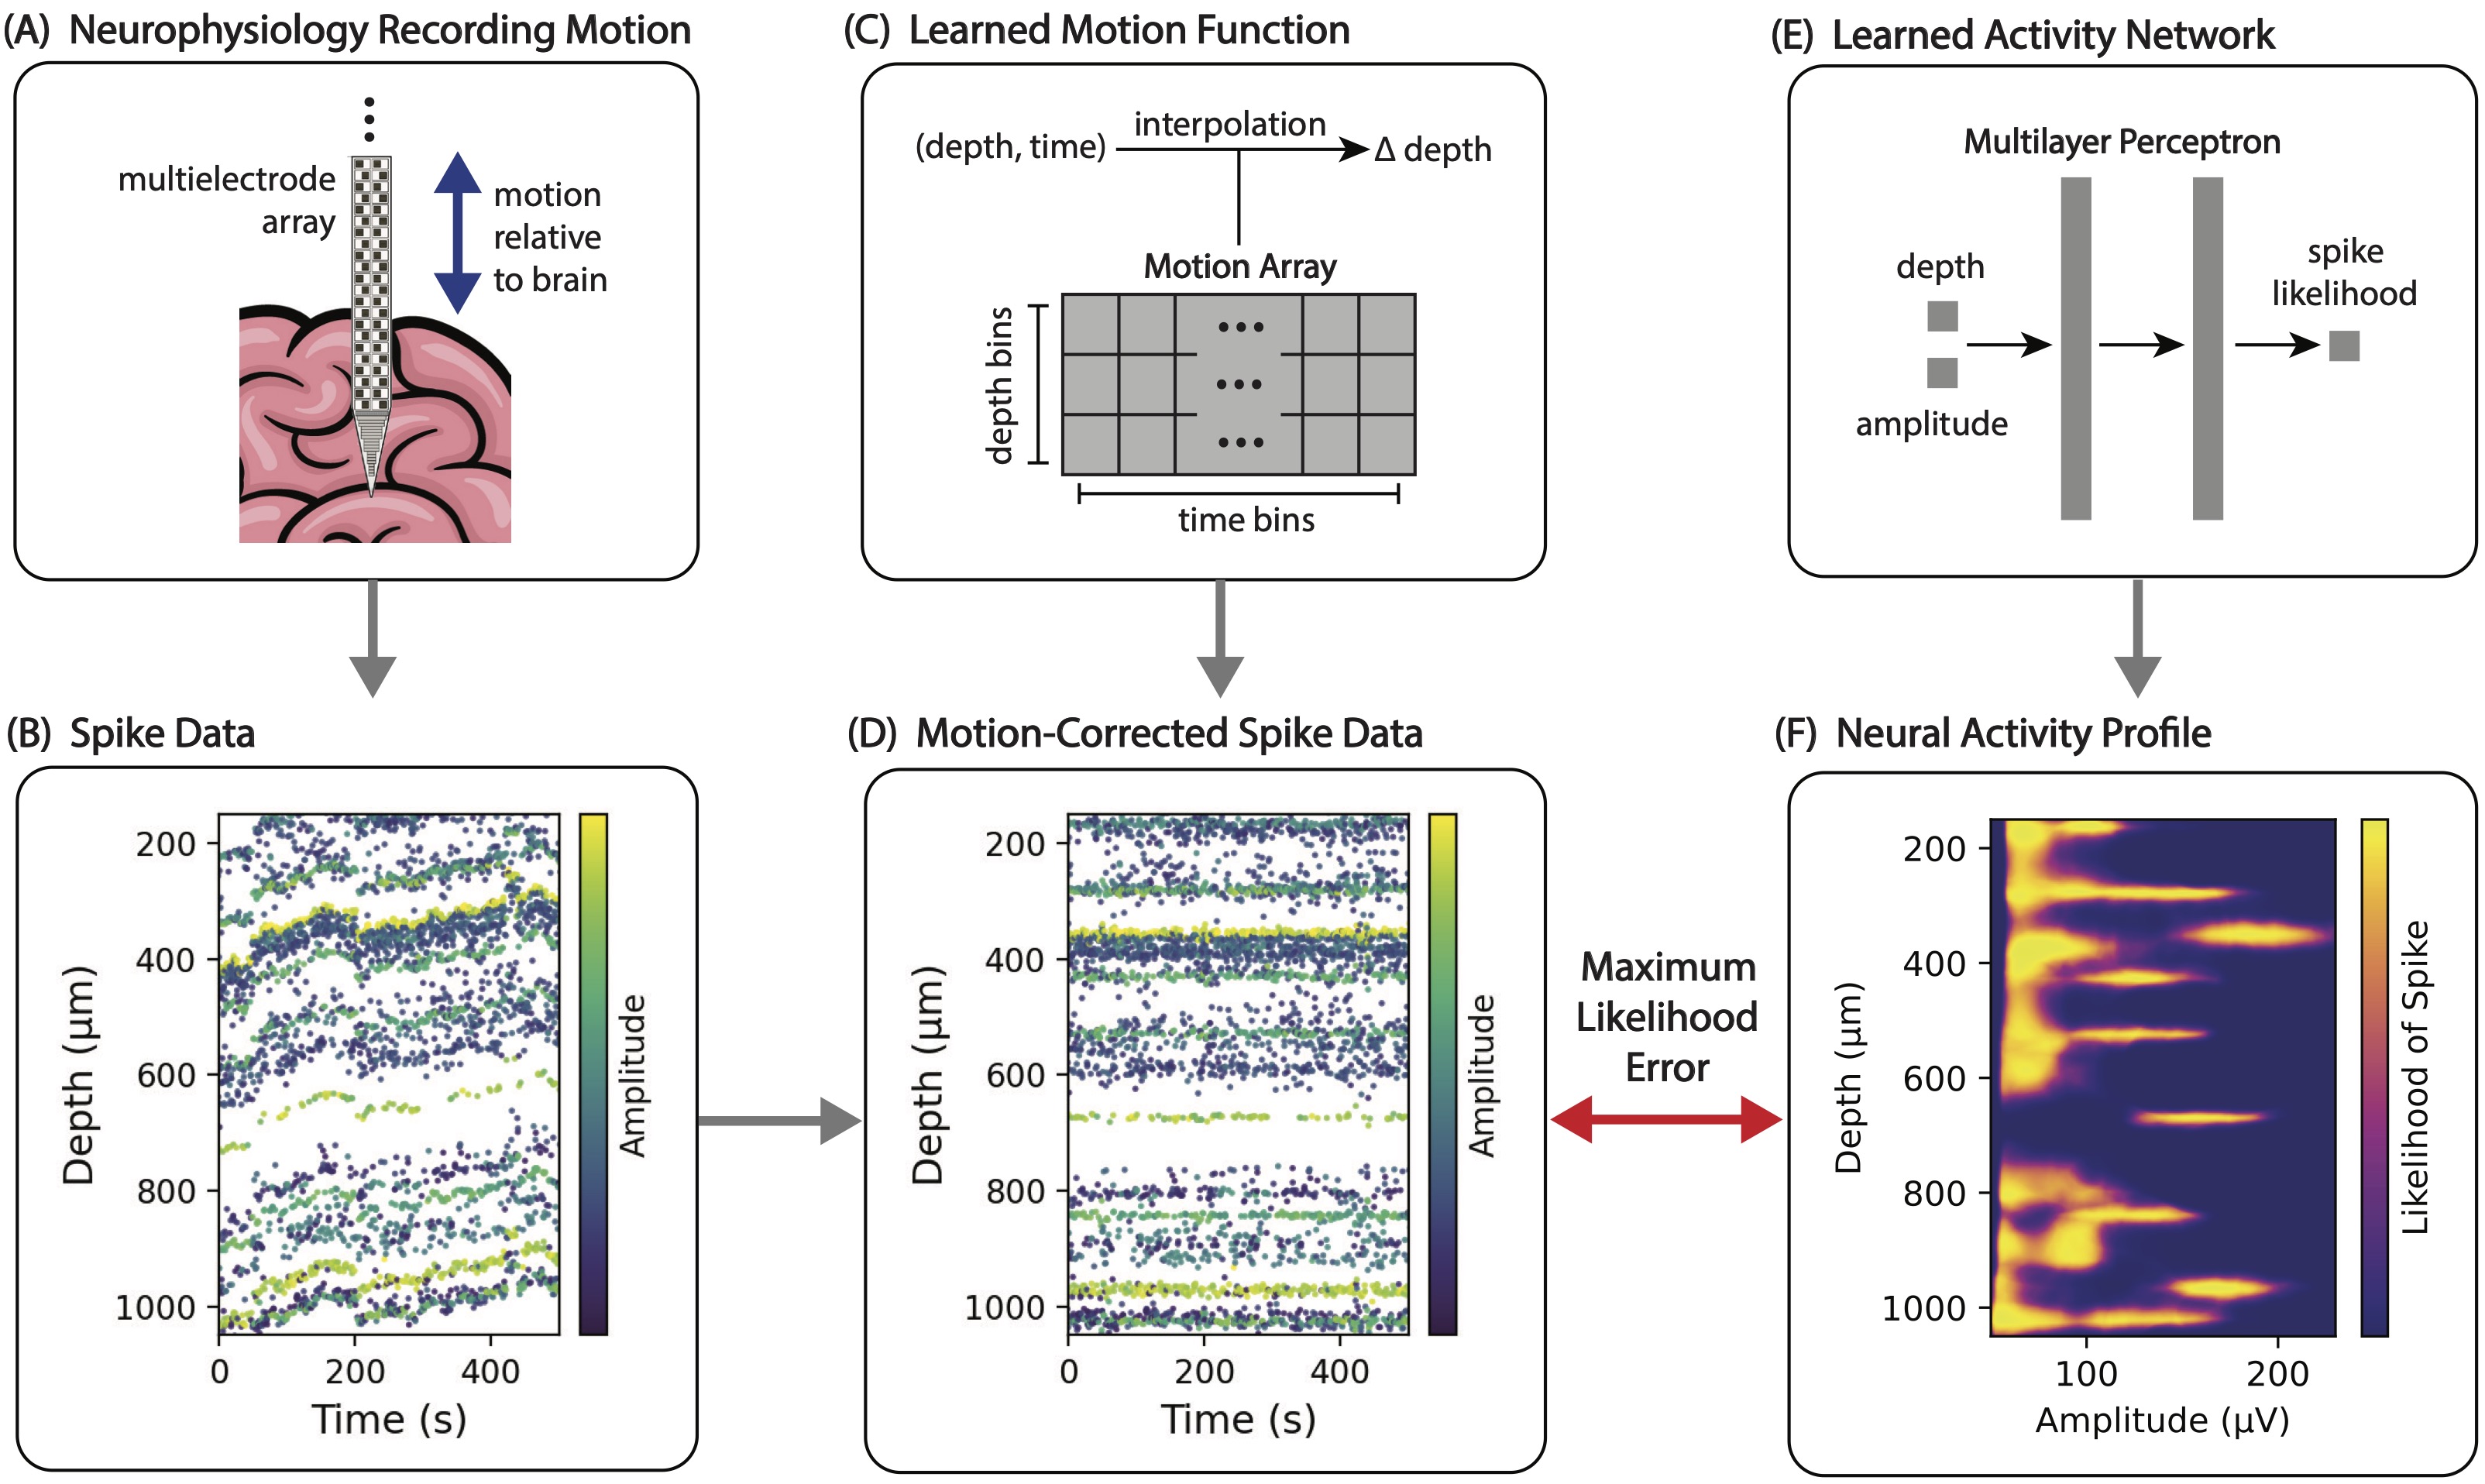 (A) Neurophysiology Recording Motion
multielectrode
array
motion
relative
to brain
(C) Learned Motion Function
(depth, time)
interpolation
Δ depth
Motion Array
depth bins
time bins
(E) Learned Activity Network
Multilayer Perceptron
depth
amplitude
spike
likelihood
(B) Spike Data
200
400
600
800
1000
Depth (μm)
0 200 400
Time (s)
Amplitude
(D) Motion-Corrected Spike Data
200
400
600
800
1000
Depth (μm)
0 200 400
Time (s)
Amplitude
Maximum
Likelihood
Error
(F) Neural Activity Profile
200
400
600
800
1000
Depth (μm)
100 200
Amplitude (μV)
Likelihood of Spike